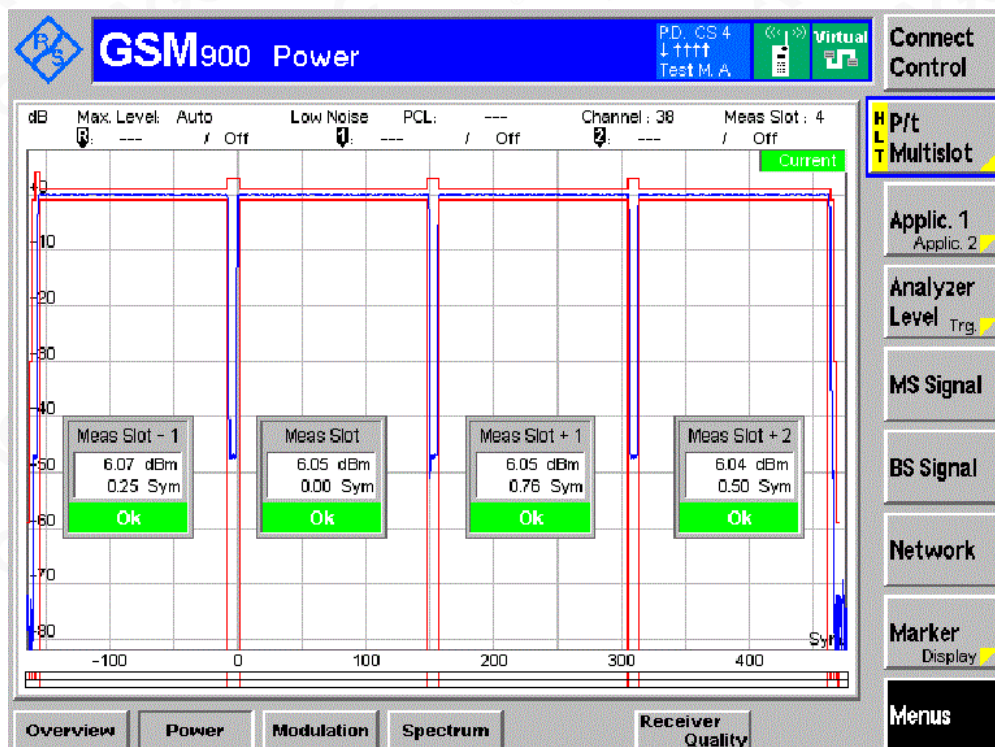 R/S
GSM900 Power
PD. CS 4
↓ ↑↑↑↑
Test M. A
Virtual
Connect Control
dB Max. Level: Auto Low Noise PCL: --- Channel : 38 Meas Slot : 4
R: --- / Off 1: --- / Off 2: --- / Off
Current
HLT
P/t Multislot
+0
-10
-20
-30
-40
-50
-60
-70
-80
Meas Slot - 1
6.07 dBm
0.25 Sym
Ok
Meas Slot
6.05 dBm
0.00 Sym
Ok
Meas Slot + 1
6.05 dBm
0.76 Sym
Ok
Meas Slot + 2
6.04 dBm
0.50 Sym
Ok
Sym
-100 0 100 200 300 400
Applic. 1
Applic. 2
Analyzer
Level Trg.
MS Signal
BS Signal
Network
Marker
Display
Menus
Overview Power Modulation Spectrum Receiver Quality